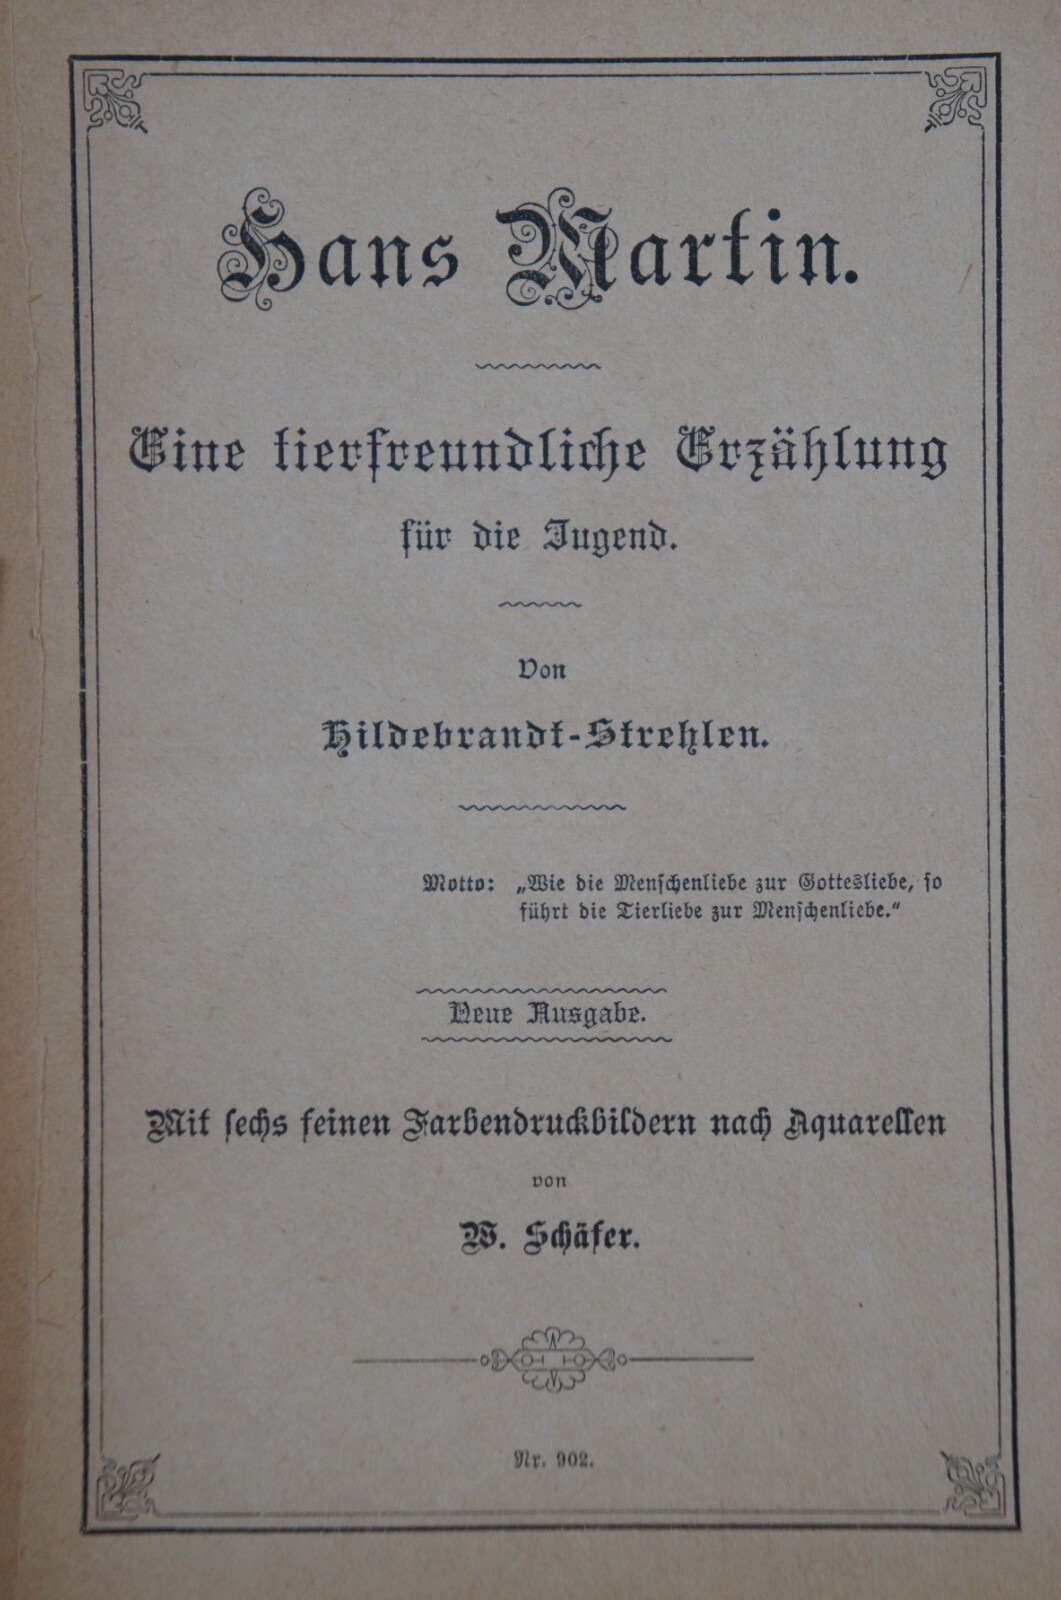 Hans Martin.
Eine tierfreundliche Erzählung
für die Jugend.
Von
Hildebrandt-Strehlen.
Motto: „Wie die Menschenliebe zur Gottesliebe, so
führt die Tierliebe zur Menschenliebe.“
Neue Ausgabe.
Mit sechs feinen Farbendruckbildern nach Aquarellen
von
W. Schäfer.
Nr. 902.